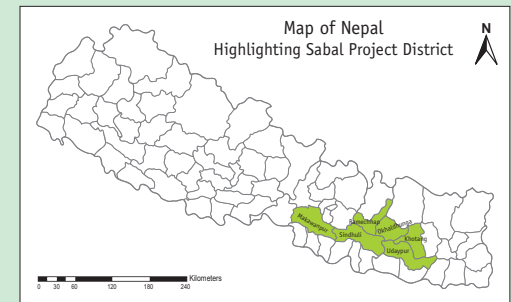 Map of Nepal
Highlighting Sabal Project District
N
Ramechhap
Makwanpur
Okhaldhunga
Sindhuli
Khotang
Udaypur
Kilometers
0 30 60 120 180 240